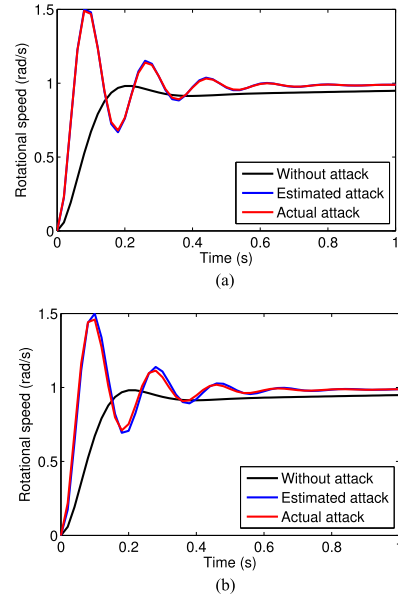 1.5
1
0.5
0
0
0.2
0.4
0.6
0.8
1
Rotational speed (rad/s)
Time (s)
Without attack
Estimated attack
Actual attack
(a)
1.5
1
0.5
0
0
0.2
0.4
0.6
0.8
1
Rotational speed (rad/s)
Time (s)
Without attack
Estimated attack
Actual attack
(b)